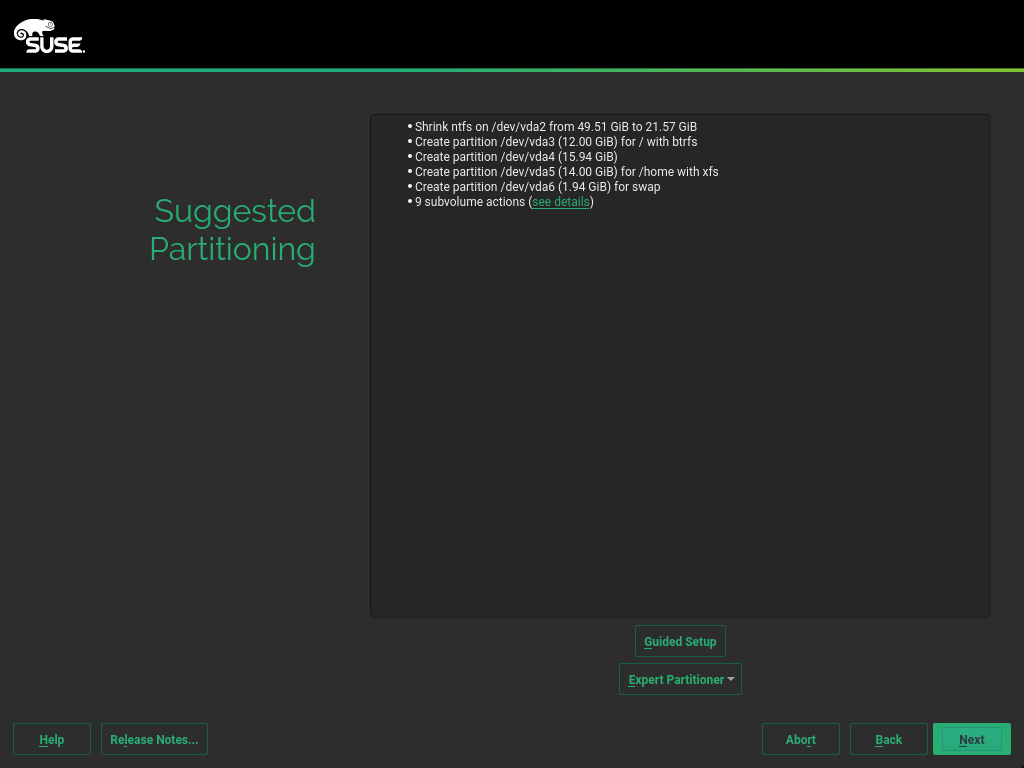 SUSE.
Suggested
Partitioning
• Shrink ntfs on /dev/vda2 from 49.51 GiB to 21.57 GiB
• Create partition /dev/vda3 (12.00 GiB) for / with btrfs
• Create partition /dev/vda4 (15.94 GiB)
• Create partition /dev/vda5 (14.00 GiB) for /home with xfs
• Create partition /dev/vda6 (1.94 GiB) for swap
• 9 subvolume actions (see details)
Guided Setup
Expert Partitioner
Help
Release Notes...
Abort
Back
Next